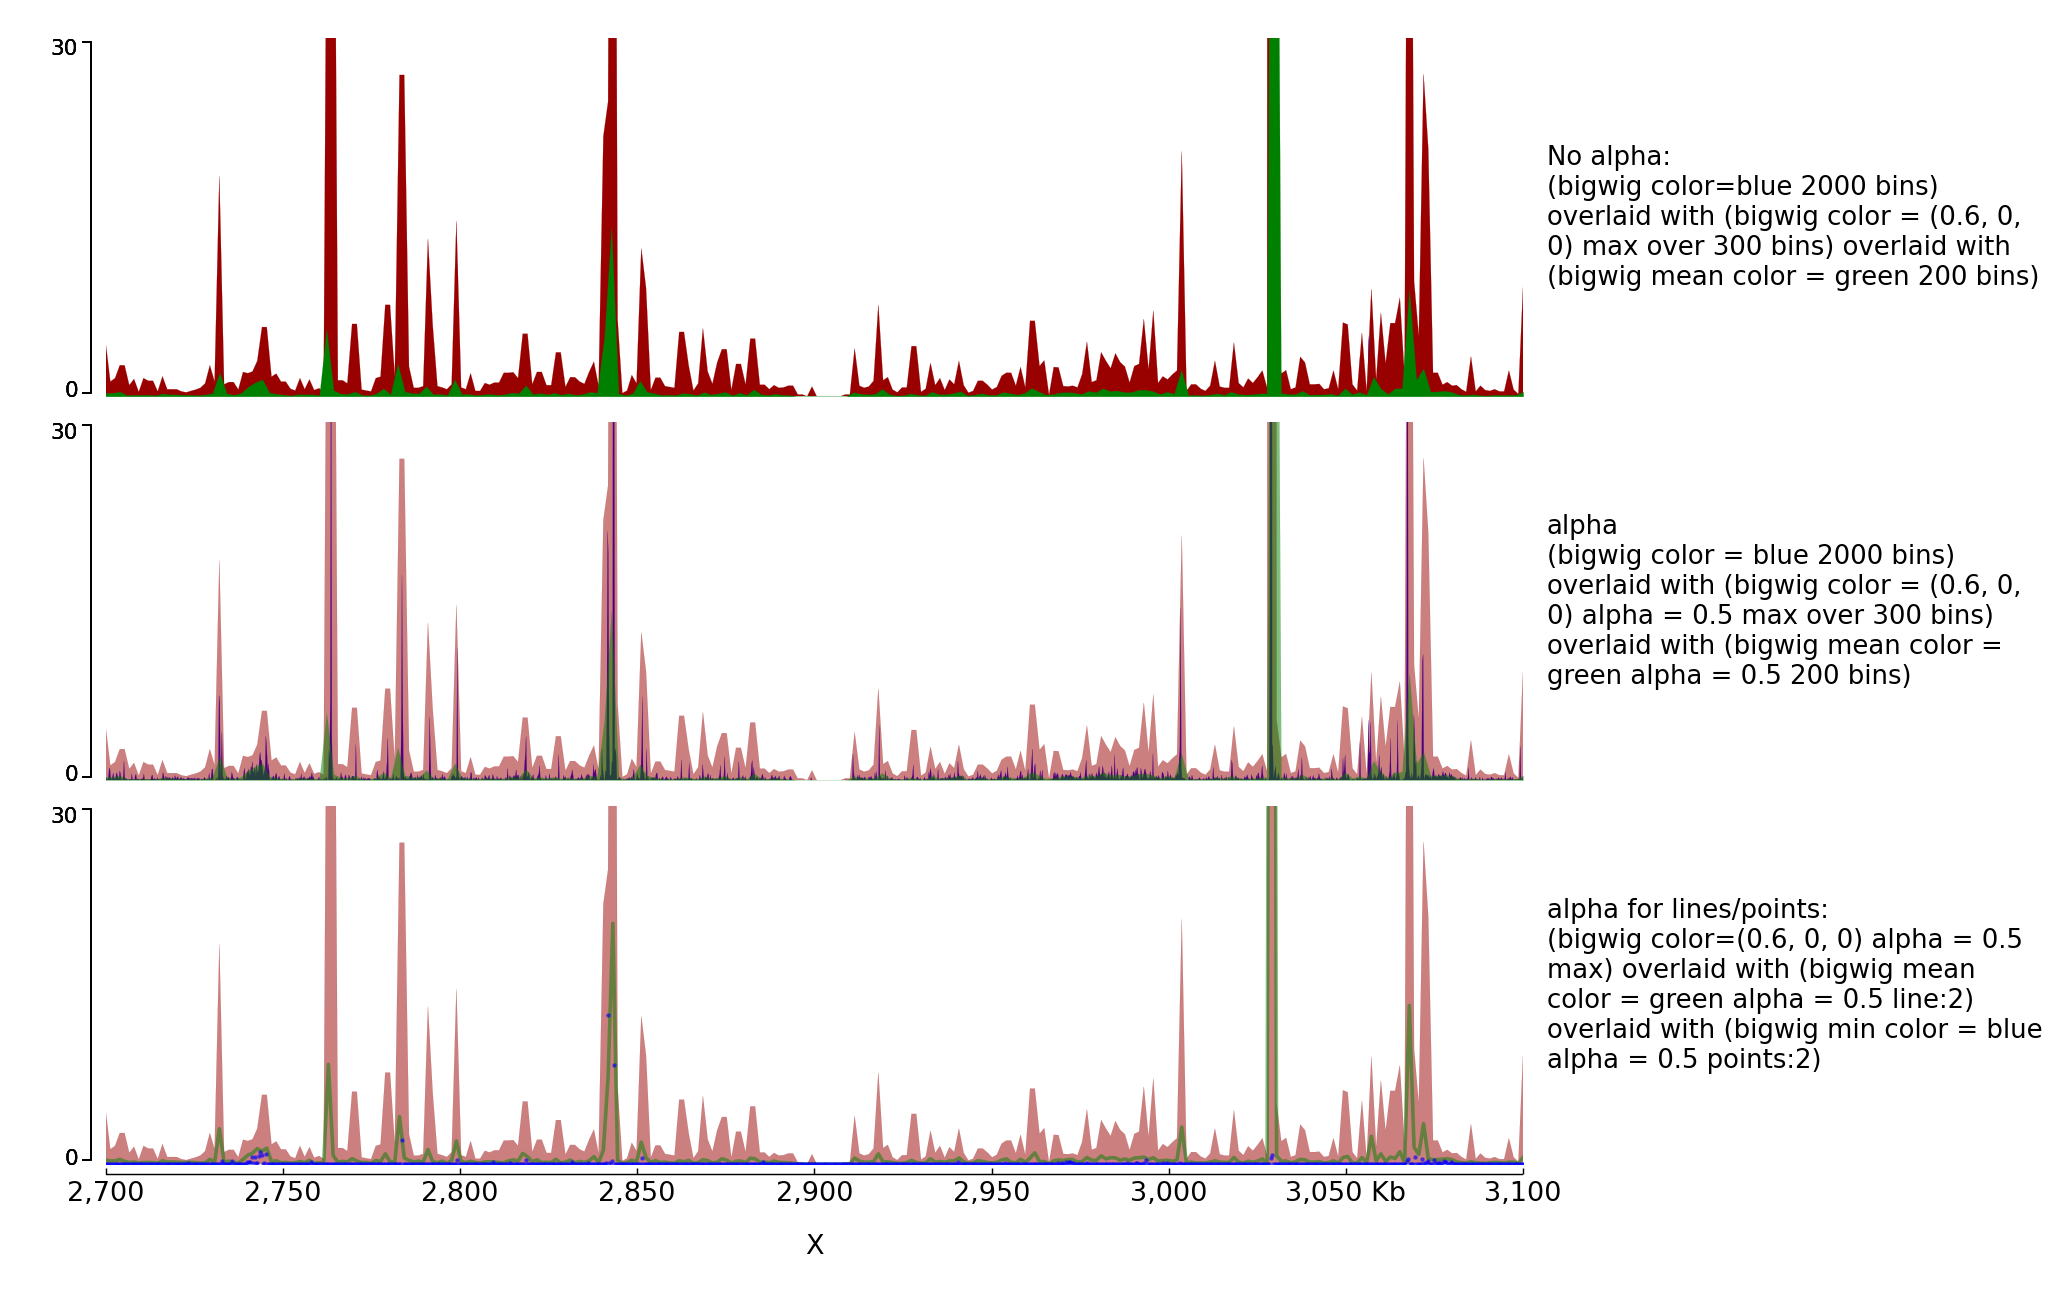 30
0
No alpha:
(bigwig color=blue 2000 bins)
overlaid with (bigwig color = (0.6, 0,
0) max over 300 bins) overlaid with
(bigwig mean color = green 200 bins)
30
0
alpha
(bigwig color = blue 2000 bins)
overlaid with (bigwig color = (0.6, 0,
0) alpha = 0.5 max over 300 bins)
overlaid with (bigwig mean color =
green alpha = 0.5 200 bins)
30
0
alpha for lines/points:
(bigwig color=(0.6, 0, 0) alpha = 0.5
max) overlaid with (bigwig mean
color = green alpha = 0.5 line:2)
overlaid with (bigwig min color = blue
alpha = 0.5 points:2)
2,700 2,750 2,800 2,850 2,900 2,950 3,000 3,050 Kb 3,100
X